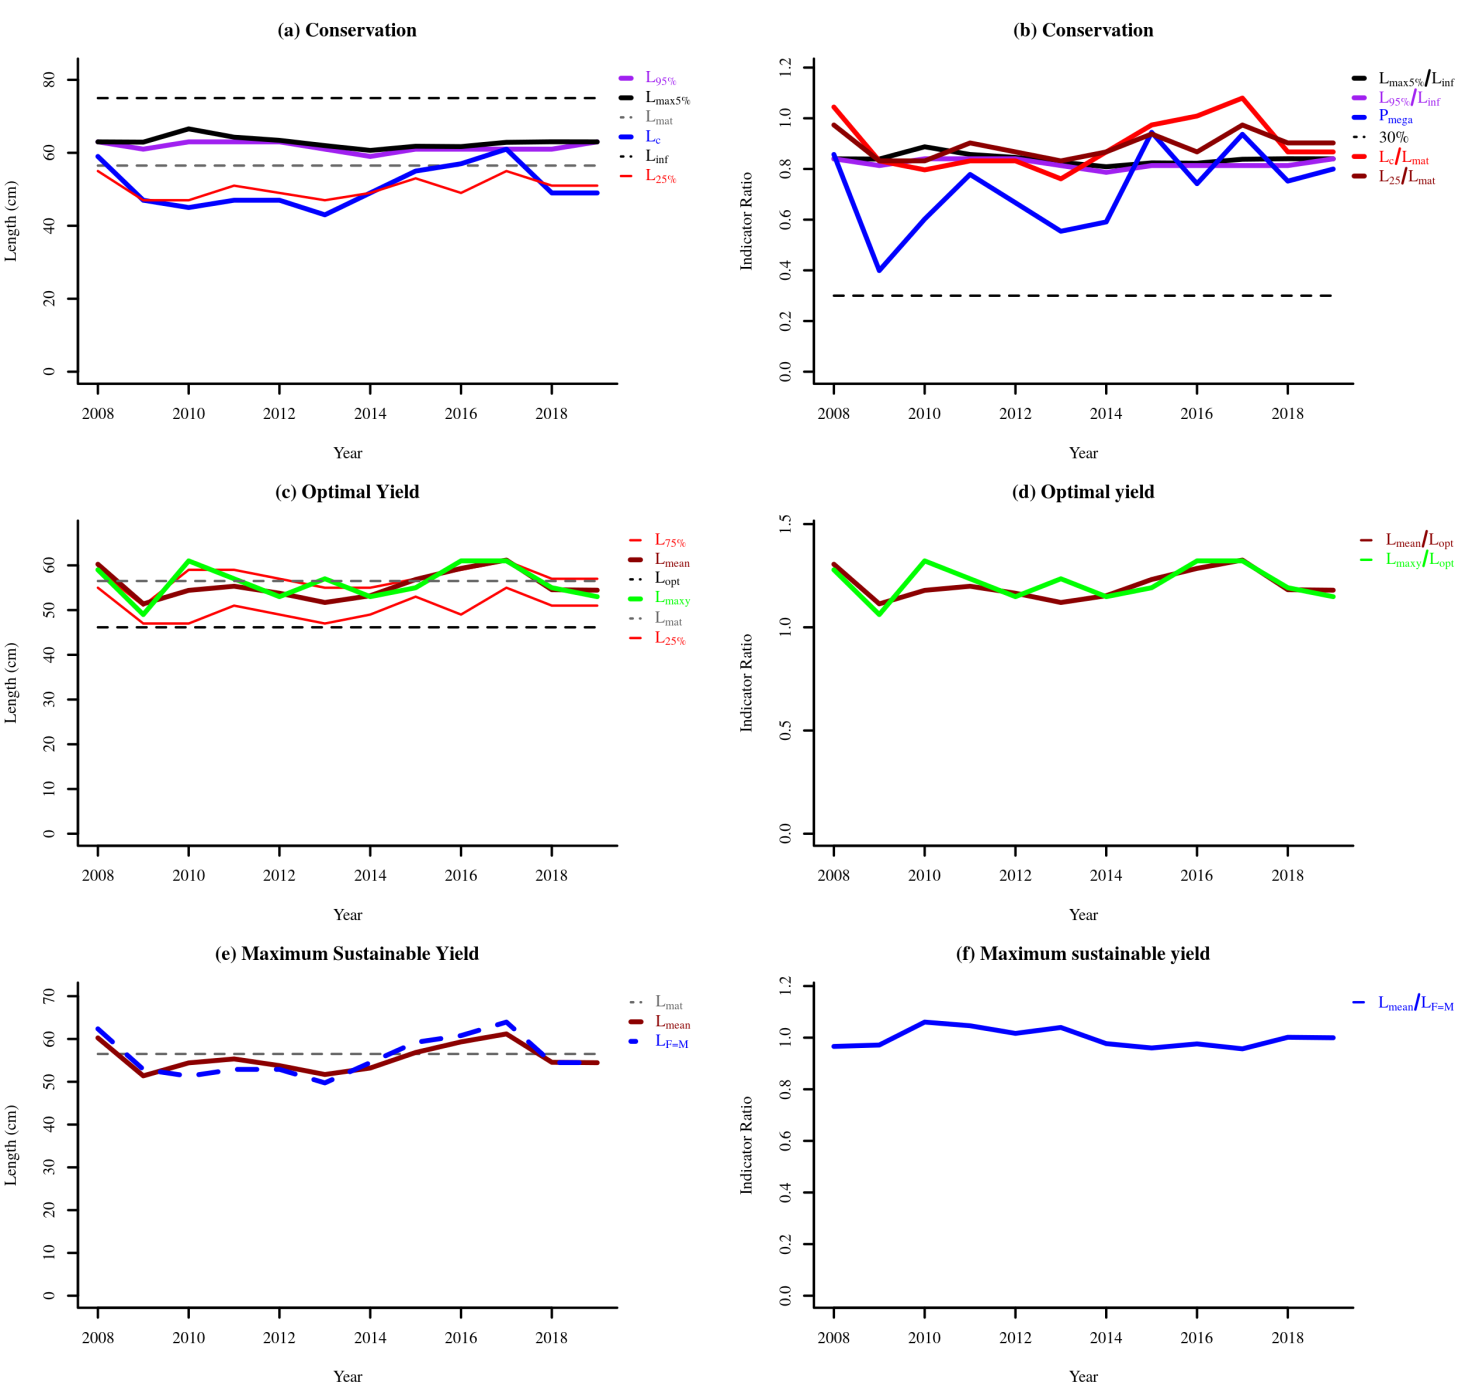 (a) Conservation
Length (cm)
80
60
40
20
0
2008 2010 2012 2014 2016 2018
Year
L95%
Lmax5%
Lmat
Lc
Linf
L25%
(b) Conservation
Indicator Ratio
1.2
1.0
0.8
0.6
0.4
0.2
0.0
2008 2010 2012 2014 2016 2018
Year
Lmax5%/Linf
L95%/Linf
Pmega
30%
Lc/Lmat
L25/Lmat
(c) Optimal Yield
Length (cm)
60
50
40
30
20
10
0
2008 2010 2012 2014 2016 2018
Year
L75%
Lmean
Lopt
Lmaxy
Lmat
L25%
(d) Optimal yield
Indicator Ratio
1.5
1.0
0.5
0.0
2008 2010 2012 2014 2016 2018
Year
Lmean/Lopt
Lmaxy/Lopt
(e) Maximum Sustainable Yield
Length (cm)
70
60
50
40
30
20
10
0
2008 2010 2012 2014 2016 2018
Year
Lmat
Lmean
LF=M
(f) Maximum sustainable yield
Indicator Ratio
1.2
1.0
0.8
0.6
0.4
0.2
0.0
2008 2010 2012 2014 2016 2018
Year
Lmean/LF=M